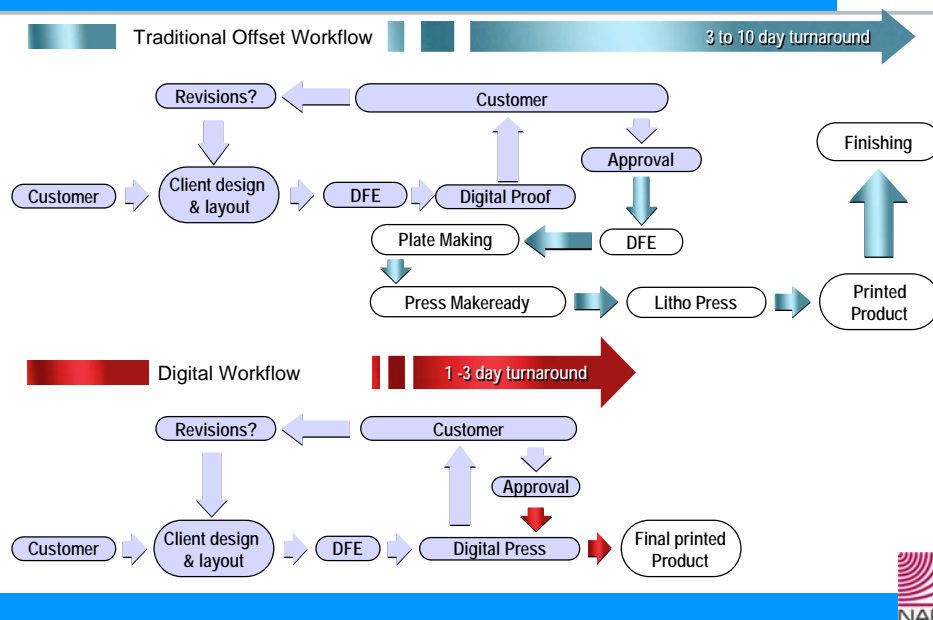 Traditional Offset Workflow
3 to 10 day turnaround
Revisions?
Customer
Finishing
Approval
Customer
Client design
& layout
DFE
Digital Proof
Plate Making
DFE
Press Makeready
Litho Press
Printed
Product
Digital Workflow
1 -3 day turnaround
Revisions?
Customer
Approval
Customer
Client design
& layout
DFE
Digital Press
Final printed
Product